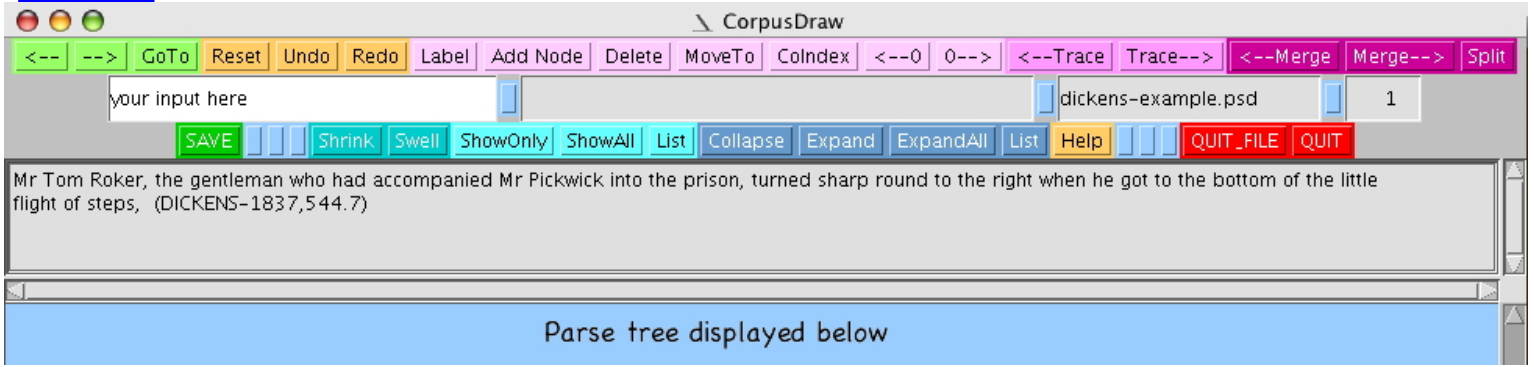 CorpusDraw
<-- --> GoTo Reset Undo Redo Label Add Node Delete MoveTo CoIndex <--0 0--> <--Trace Trace--> <--Merge Merge--> Split
your input here dickens-example.psd 1
SAVE Shrink Swell ShowOnly ShowAll List Collapse Expand ExpandAll List Help QUIT_FILE QUIT
Mr Tom Roker, the gentleman who had accompanied Mr Pickwick into the prison, turned sharp round to the right when he got to the bottom of the little
flight of steps, (DICKENS-1837,544.7)
Parse tree displayed below